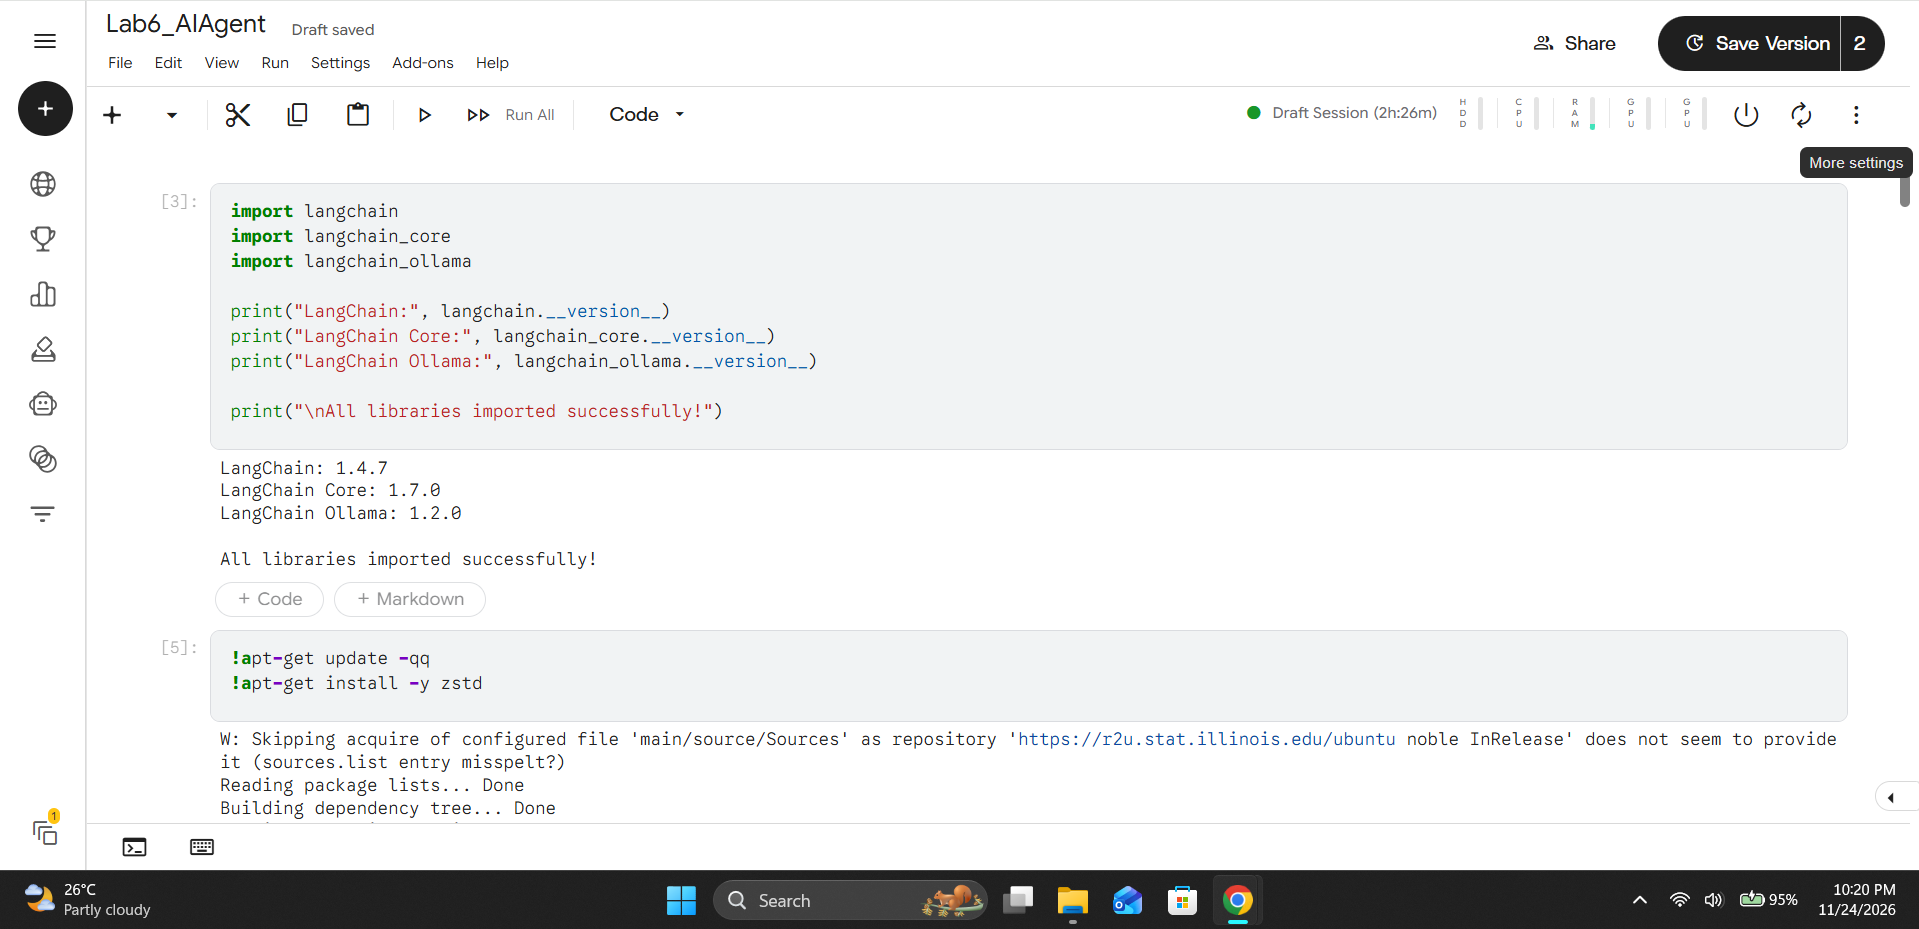 Lab6_AIAgent
Draft saved
File Edit View Run Settings Add-ons Help
Share
Save Version 2
Run All
Code
Draft Session (2h:26m)
HDD
CPU
RAM
GPU
GPU
More settings
[3]:
import langchain
import langchain_core
import langchain_ollama
print("LangChain:", langchain.__version__)
print("LangChain Core:", langchain_core.__version__)
print("LangChain Ollama:", langchain_ollama.__version__)
print("\nAll libraries imported successfully!")
LangChain: 1.4.7
LangChain Core: 1.7.0
LangChain Ollama: 1.2.0
All libraries imported successfully!
+ Code + Markdown
[5]:
!apt-get update -qq
!apt-get install -y zstd
W: Skipping acquire of configured file 'main/source/Sources' as repository 'https://r2u.stat.illinois.edu/ubuntu noble InRelease' does not seem to provide
it (sources.list entry misspelt?)
Reading package lists... Done
Building dependency tree... Done
1
26°C
Partly cloudy
Search
95%
10:20 PM
11/24/2026